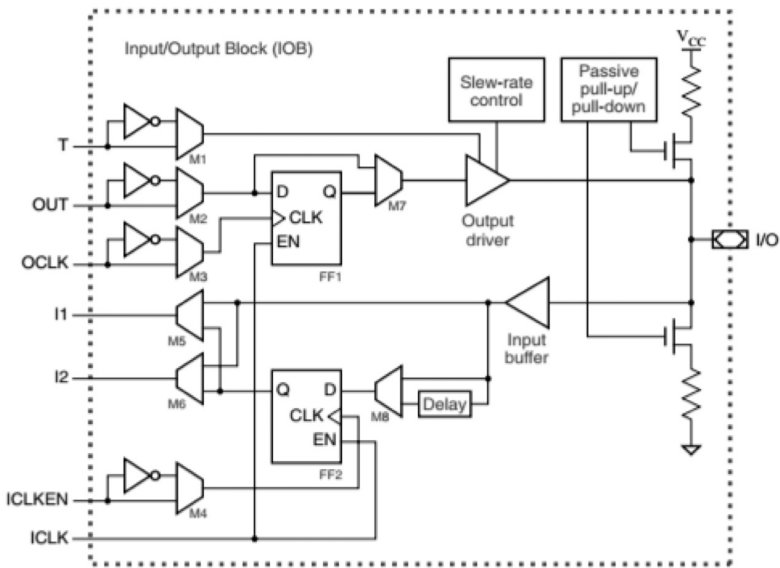 Input/Output Block (IOB)
VCC
Slew-rate
control
Passive
pull-up/
pull-down
T
M1
OUT
M2
D
Q
M7
CLK
EN
FF1
Output
driver
I/O
OCLK
M3
I1
M5
Input
buffer
I2
M6
Q
D
M8
Delay
CLK
EN
FF2
ICLKEN
M4
ICLK